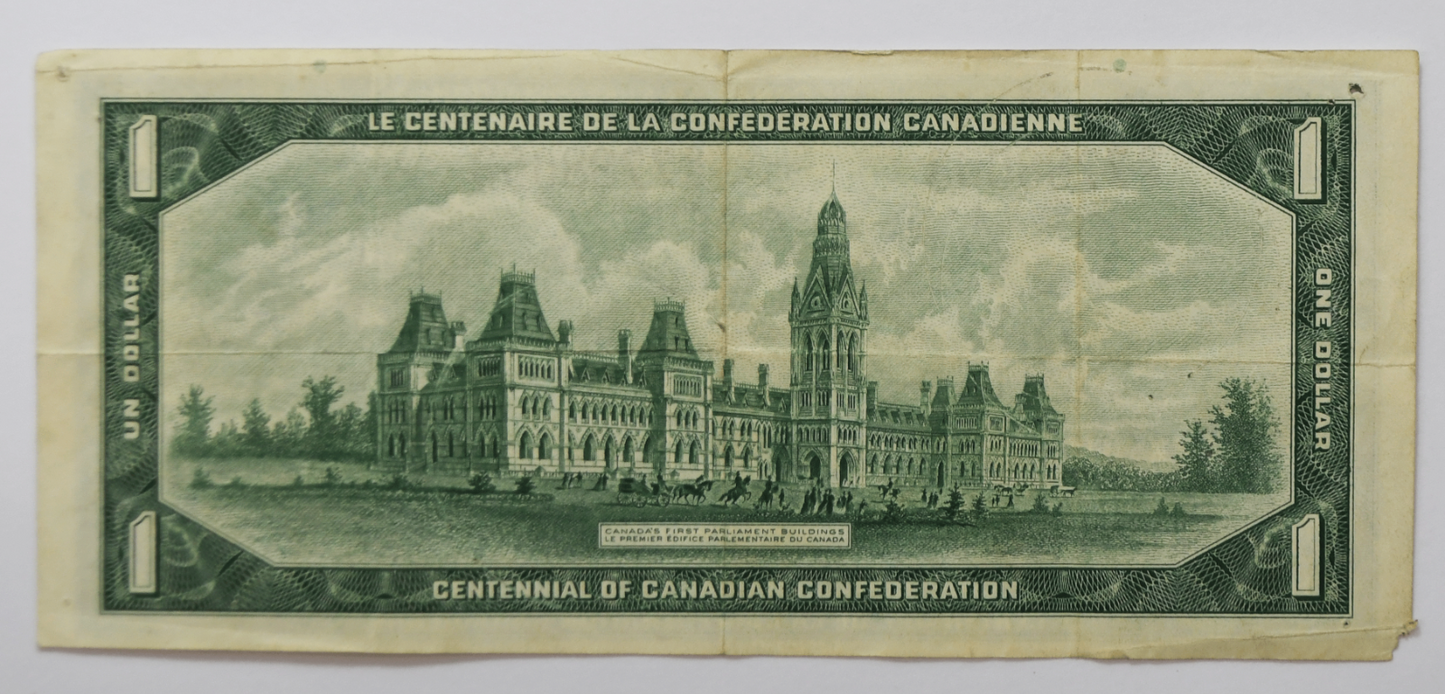 1
LE CENTENAIRE DE LA CONFÉDÉRATION CANADIENNE
1
UN DOLLAR
ONE DOLLAR
CANADA'S FIRST PARLIAMENT BUILDINGS
LE PREMIER ÉDIFICE PARLEMENTAIRE DU CANADA
1
CENTENNIAL OF CANADIAN CONFEDERATION
1